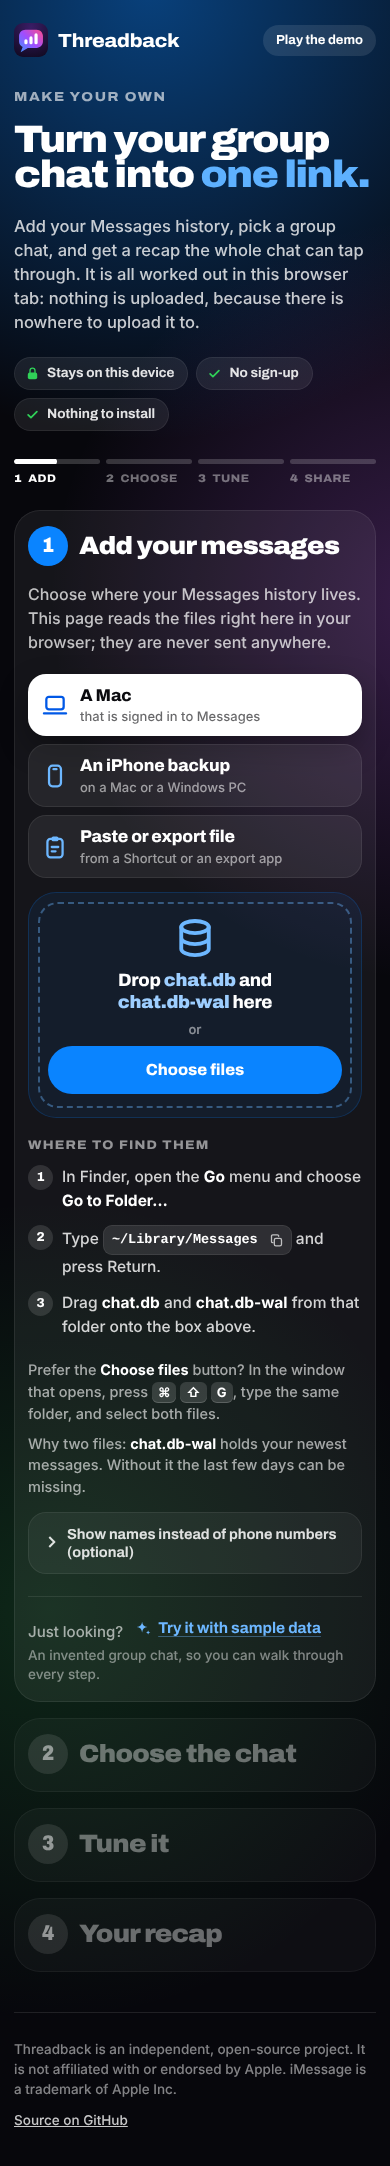 Threadback
Play the demo
MAKE YOUR OWN
Turn your group
chat into one link.
Add your Messages history, pick a group
chat, and get a recap the whole chat can tap
through. It is all worked out in this browser
tab: nothing is uploaded, because there is
nowhere to upload it to.
Stays on this device
No sign-up
Nothing to install
1 ADD
2 CHOOSE
3 TUNE
4 SHARE
1
Add your messages
Choose where your Messages history lives.
This page reads the files right here in your
browser; they are never sent anywhere.
A Mac
that is signed in to Messages
An iPhone backup
on a Mac or a Windows PC
Paste or export file
from a Shortcut or an export app
Drop chat.db and
chat.db-wal here
or
Choose files
WHERE TO FIND THEM
1 In Finder, open the Go menu and choose
Go to Folder…
2 Type ~/Library/Messages and
press Return.
3 Drag chat.db and chat.db-wal from that
folder onto the box above.
Prefer the Choose files button? In the window
that opens, press ⌘ ⇧ G, type the same
folder, and select both files.
Why two files: chat.db-wal holds your newest
messages. Without it the last few days can be
missing.
Show names instead of phone numbers
(optional)
Just looking? Try it with sample data
An invented group chat, so you can walk through
every step.
2 Choose the chat
3 Tune it
4 Your recap
Threadback is an independent, open-source project. It
is not affiliated with or endorsed by Apple. iMessage is
a trademark of Apple Inc.
Source on GitHub